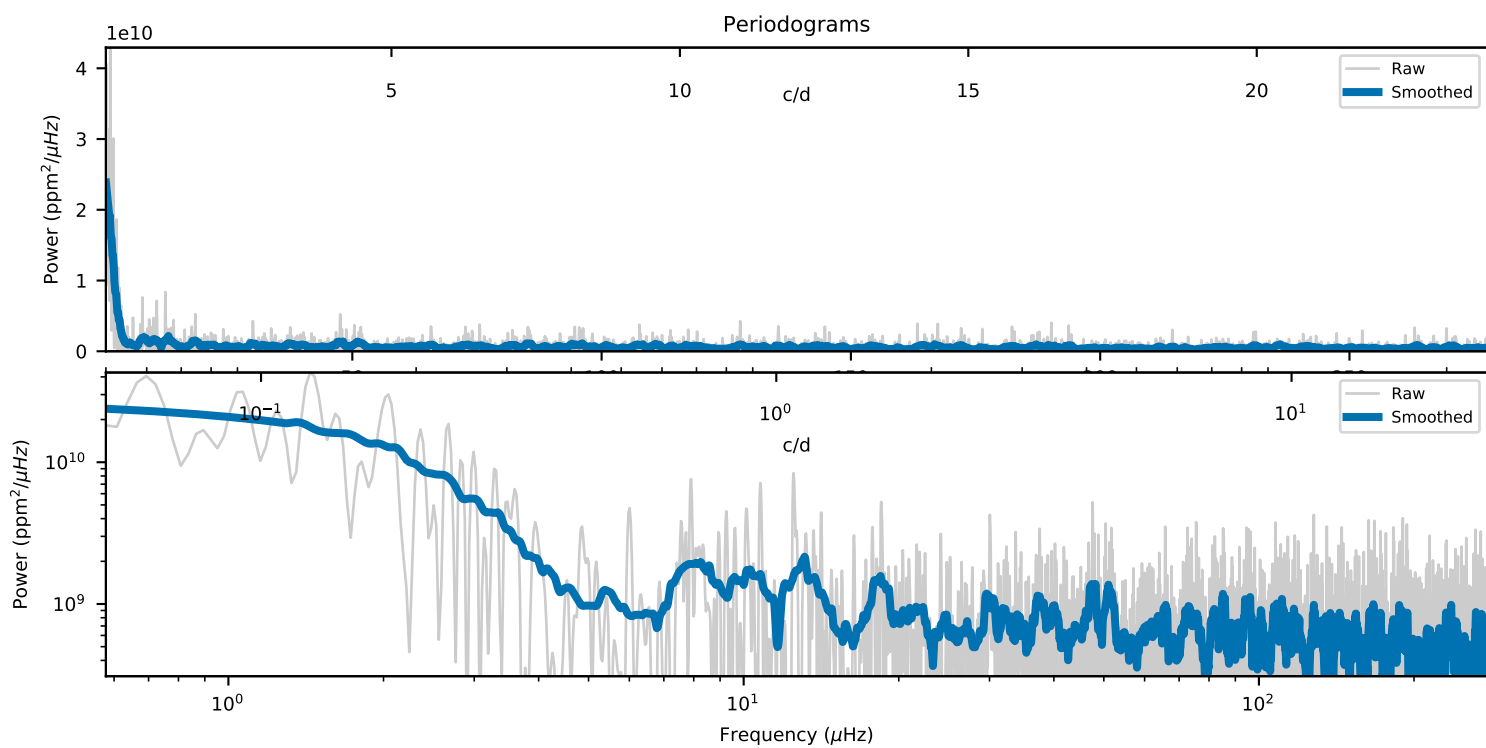 Periodograms
1e10
4
3
2
1
0
Power (ppm²/μHz)
5
10
15
20
c/d
Raw
Smoothed
10⁻¹
10⁰
10¹
c/d
Raw
Smoothed
10¹⁰
10⁹
Power (ppm²/μHz)
10⁰
10¹
10²
Frequency (μHz)